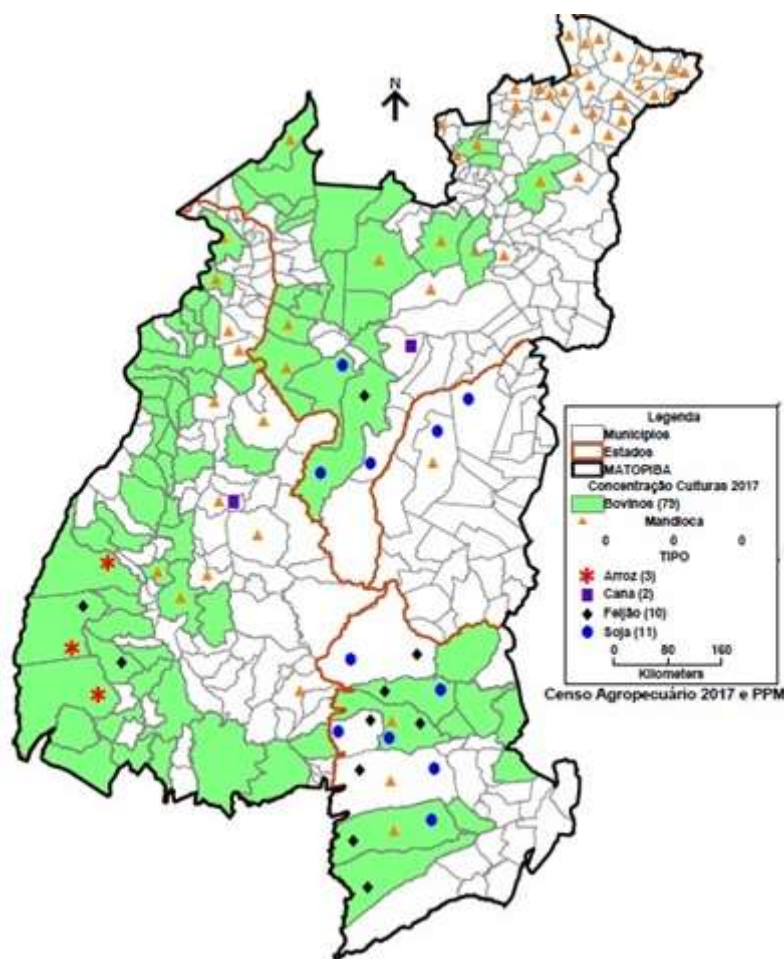 N
Legenda
Municípios
Estados
MATOPIBA
Concentração Culturas 2017
Bovinos (79)
Mandioca
0 0 0
TIPO
Arroz (3)
Cana (2)
Feijão (10)
Soja (11)
0 80 160
Kilometers
Censo Agropecuário 2017 e PPM